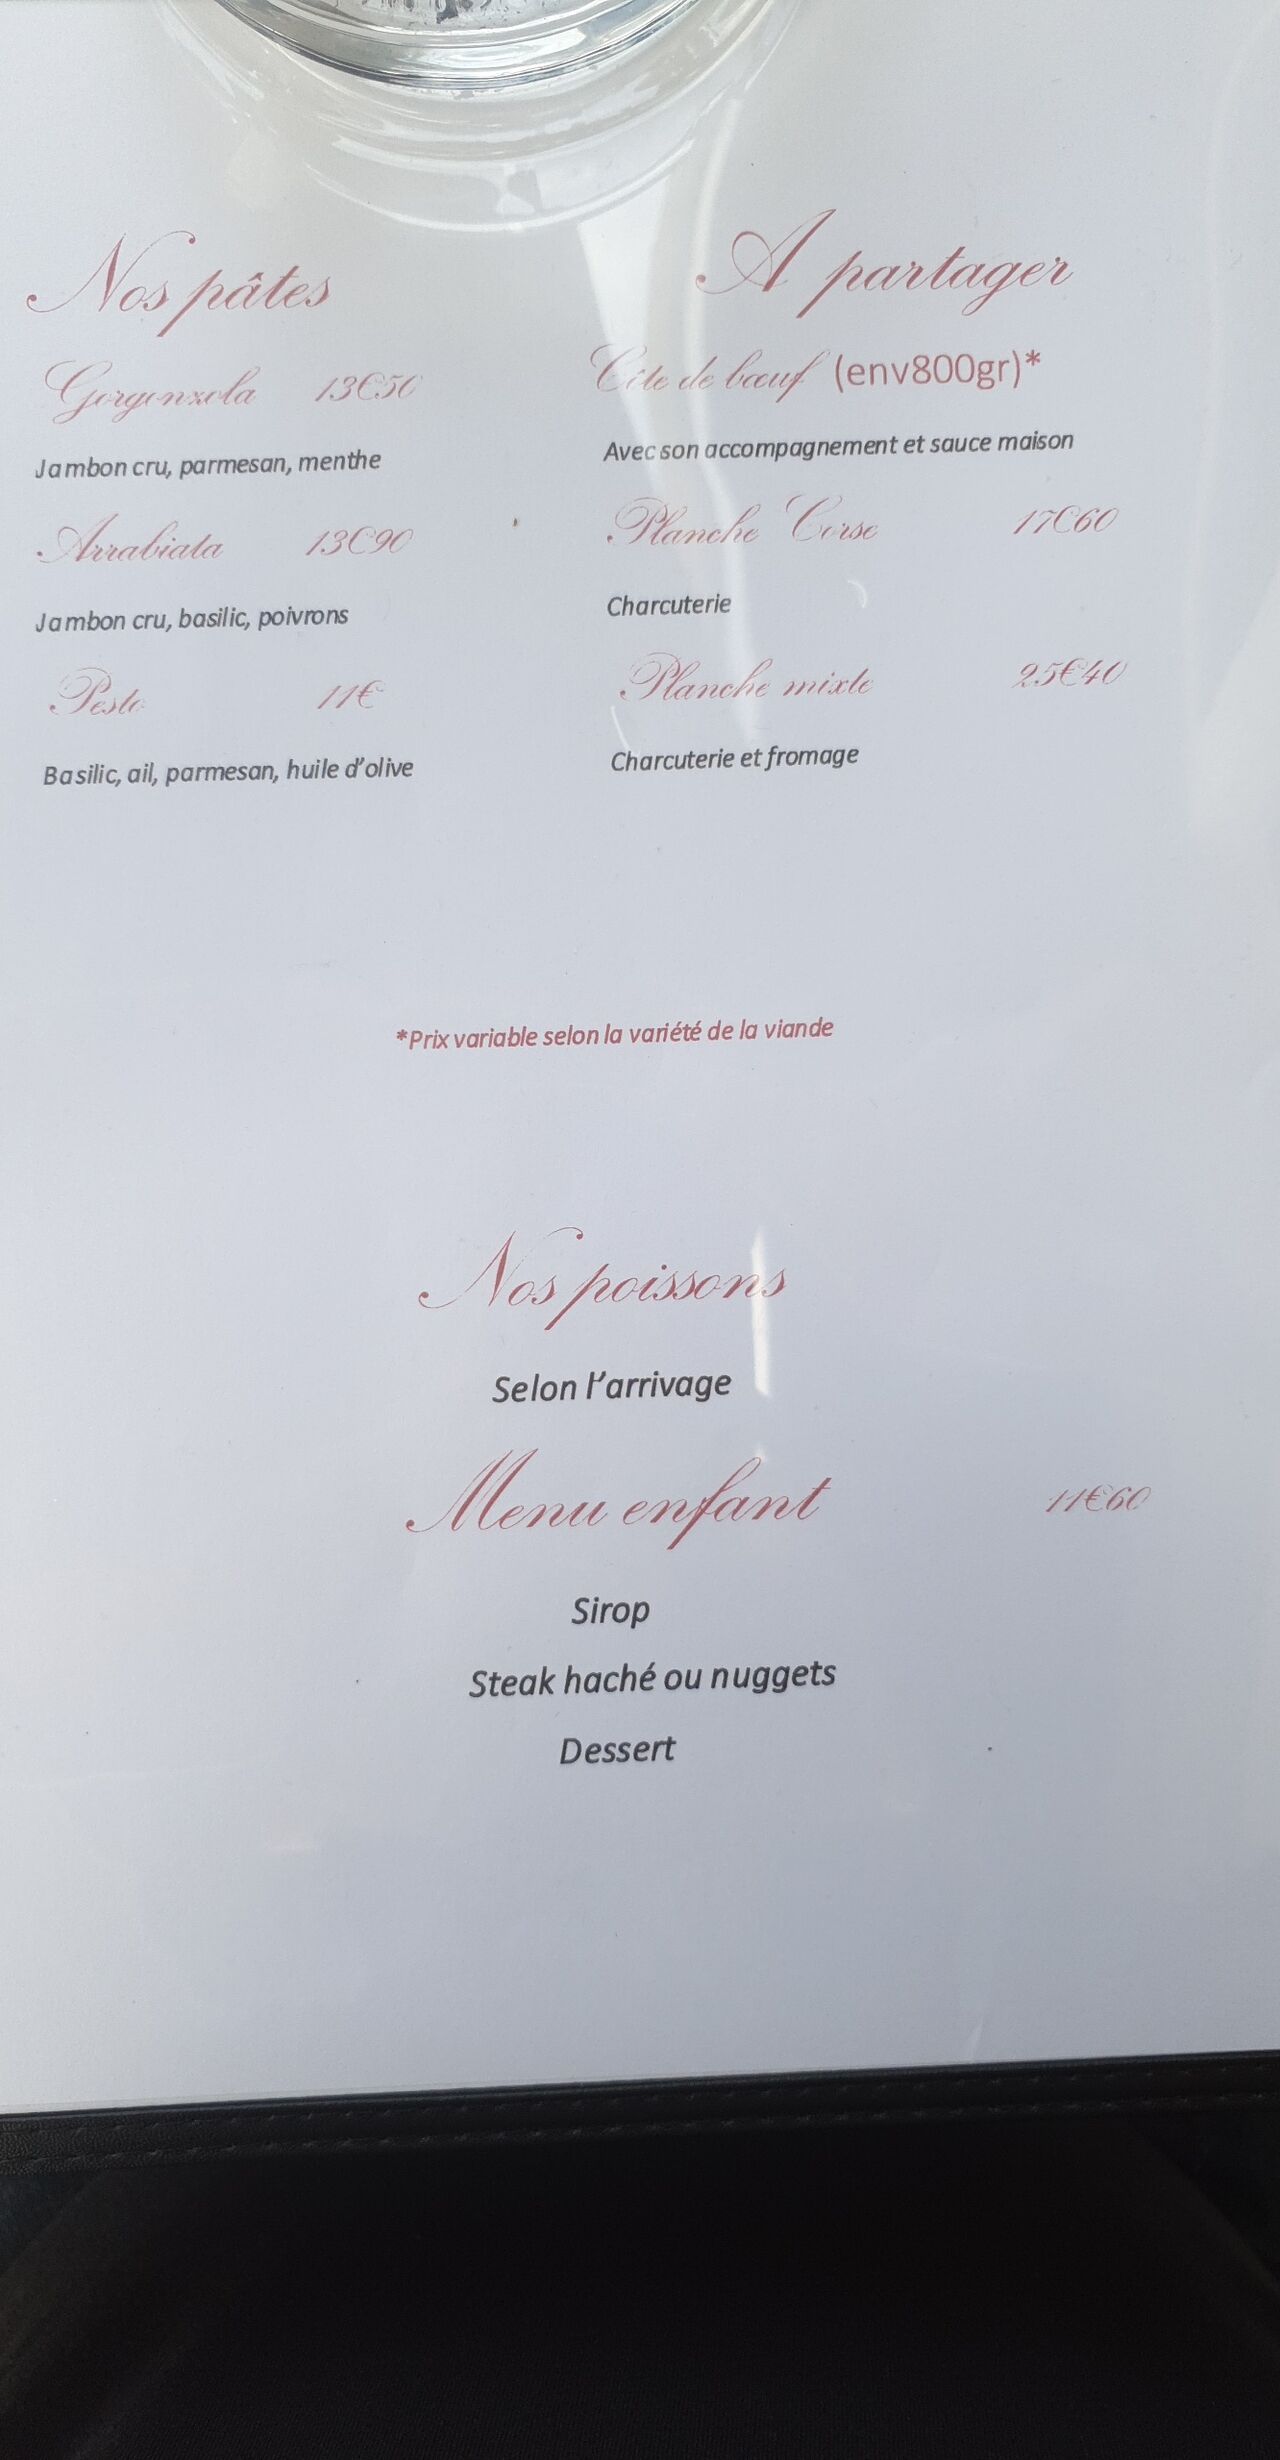 Nos pâtes
Gorgonzola 13€50
Jambon cru, parmesan, menthe
Arrabiata 13€90
Jambon cru, basilic, poivrons
Pesto 11€
Basilic, ail, parmesan, huile d'olive
A partager
Côte de bœuf (env800gr)*
Avec son accompagnement et sauce maison
Planche Corse 17€60
Charcuterie
Planche mixte 25€40
Charcuterie et fromage
*Prix variable selon la variété de la viande
Nos poissons
Selon l'arrivage
Menu enfant 11€60
Sirop
Steak haché ou nuggets
Dessert